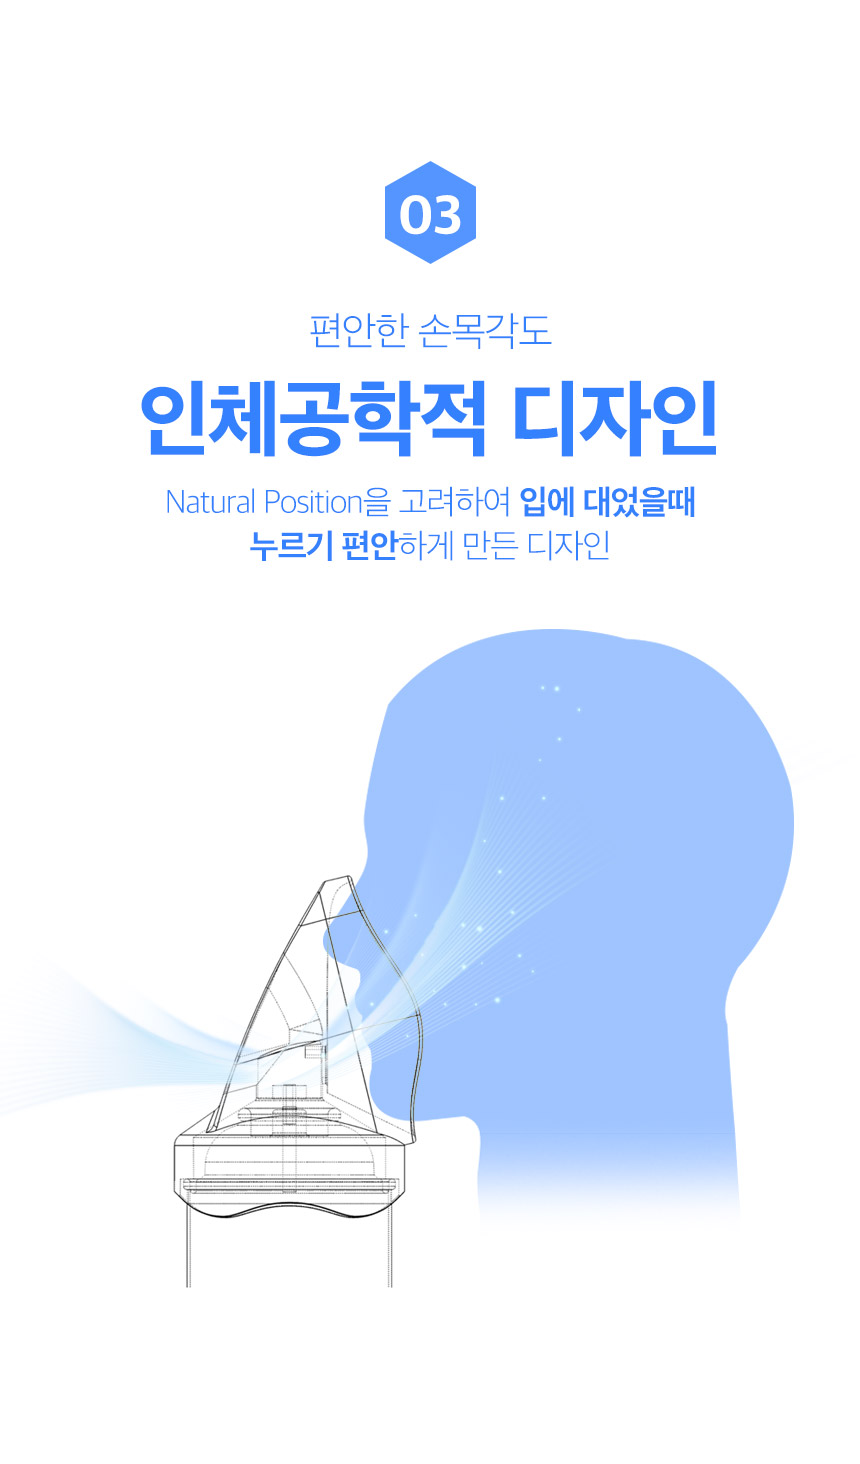 03
편안한 손목각도
인체공학적 디자인
Natural Position을 고려하여 입에 대었을때
누르기 편안하게 만든 디자인